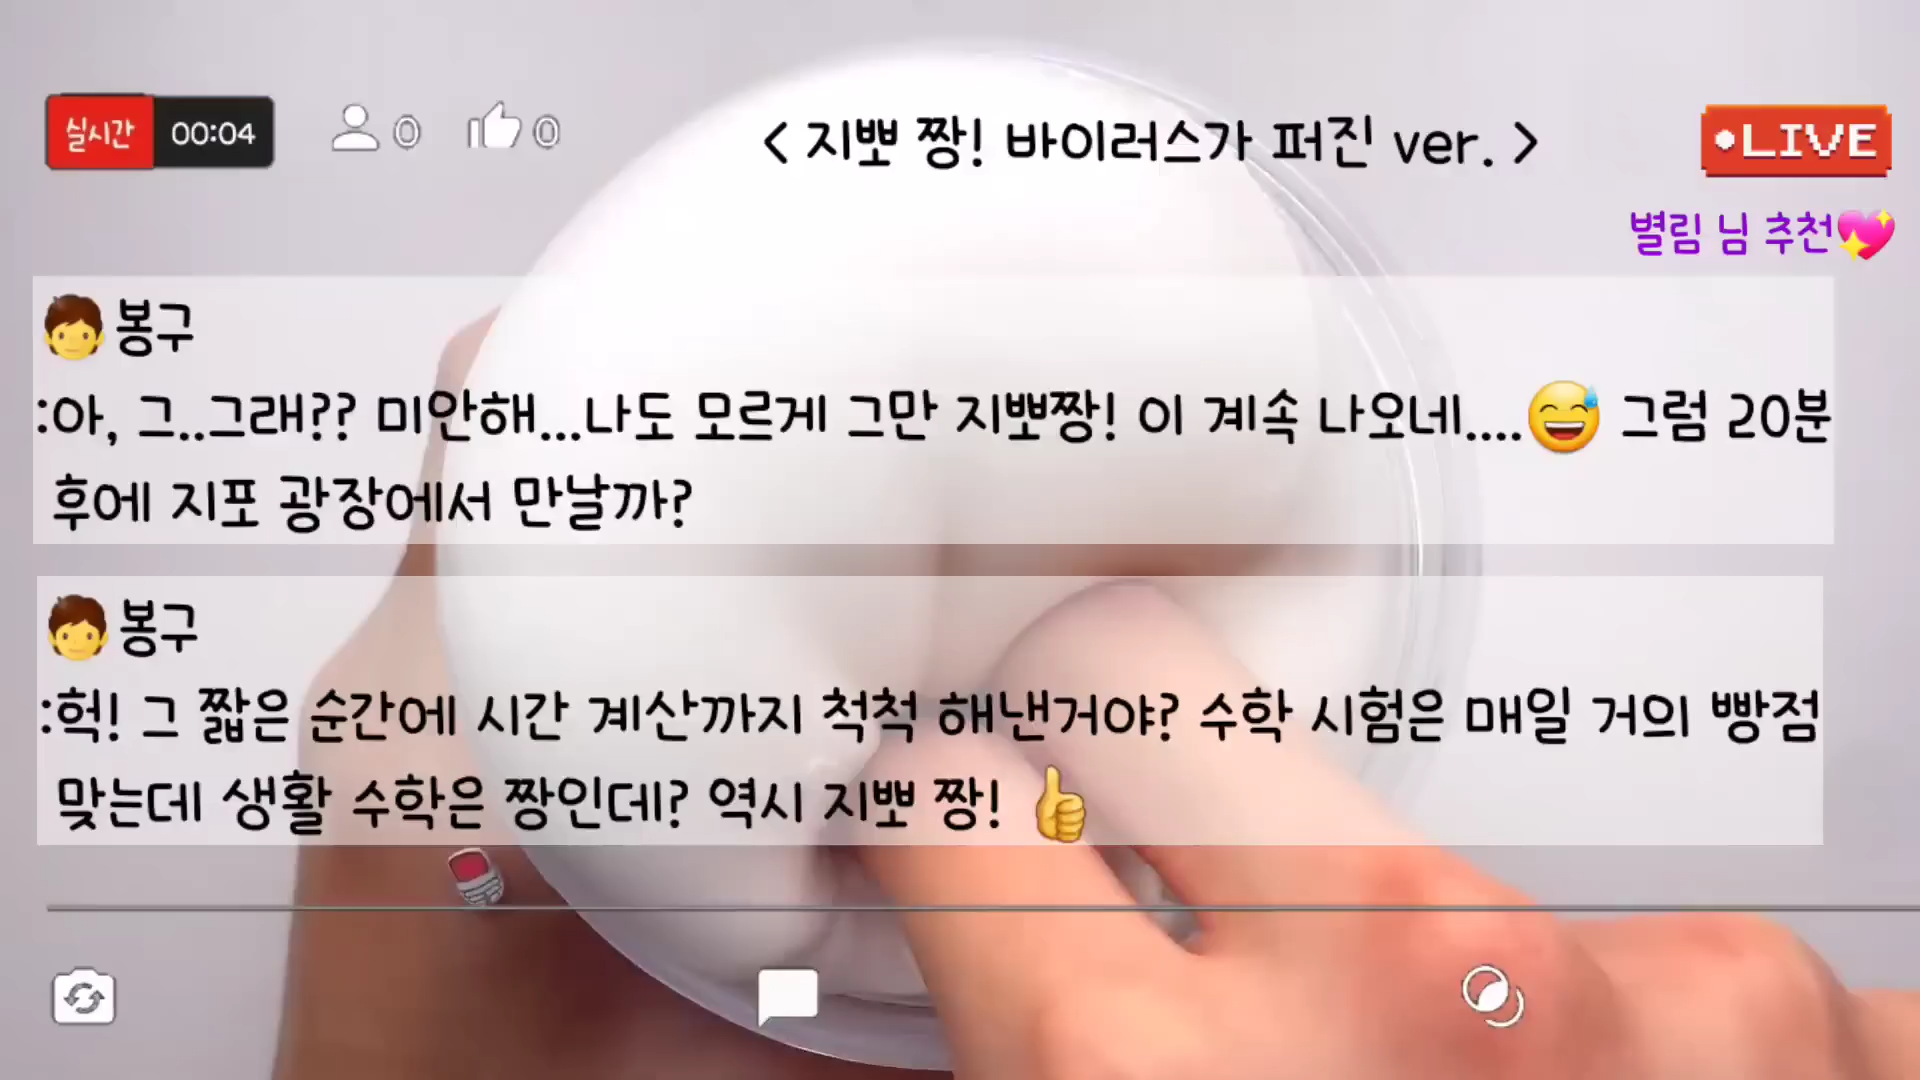 실시간 00:04 0 0
< 지뽀 짱! 바이러스가 퍼진 ver. >
LIVE
별림 님 추천💖
🧑 봉구
:아, 그..그래?? 미안해...나도 모르게 그만 지뽀짱! 이 계속 나오네....😅 그럼 20분
후에 지포 광장에서 만날까?
🧑 봉구
:헉! 그 짧은 순간에 시간 계산까지 척척 해낸거야? 수학 시험은 매일 거의 빵점
맞는데 생활 수학은 짱인데? 역시 지뽀 짱! 👍